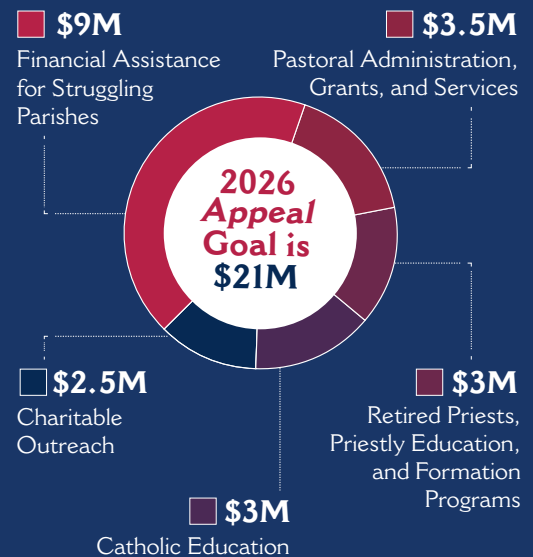 $9M
Financial Assistance
for Struggling
Parishes
$3.5M
Pastoral Administration,
Grants, and Services
2026
Appeal
Goal is
$21M
$2.5M
Charitable
Outreach
$3M
Retired Priests,
Priestly Education,
and Formation
Programs
$3M
Catholic Education